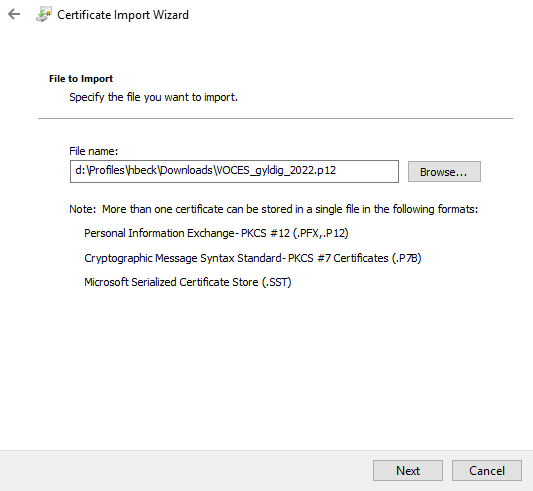 Certificate Import Wizard
File to Import
Specify the file you want to import.
File name:
d:\Profiles\hbeck\Downloads\VOCES_gyldig_2022.p12
Browse...
Note: More than one certificate can be stored in a single file in the following formats:
Personal Information Exchange- PKCS #12 (.PFX,.P12)
Cryptographic Message Syntax Standard- PKCS #7 Certificates (.P7B)
Microsoft Serialized Certificate Store (.SST)
Next
Cancel